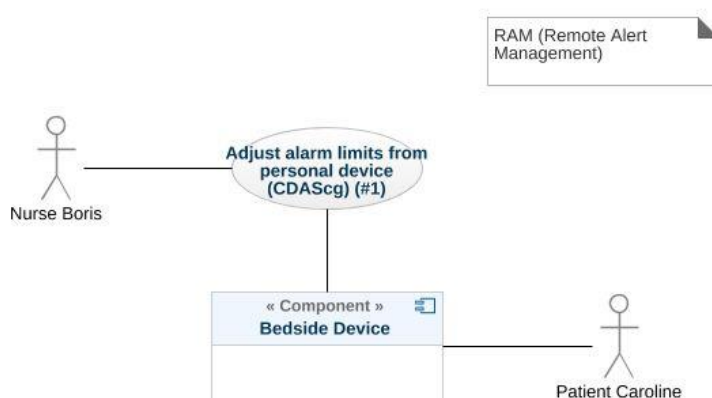 RAM (Remote Alert
Management)
Adjust alarm limits from
personal device
(CDAScg) (#1)
Nurse Boris
« Component »
Bedside Device
Patient Caroline